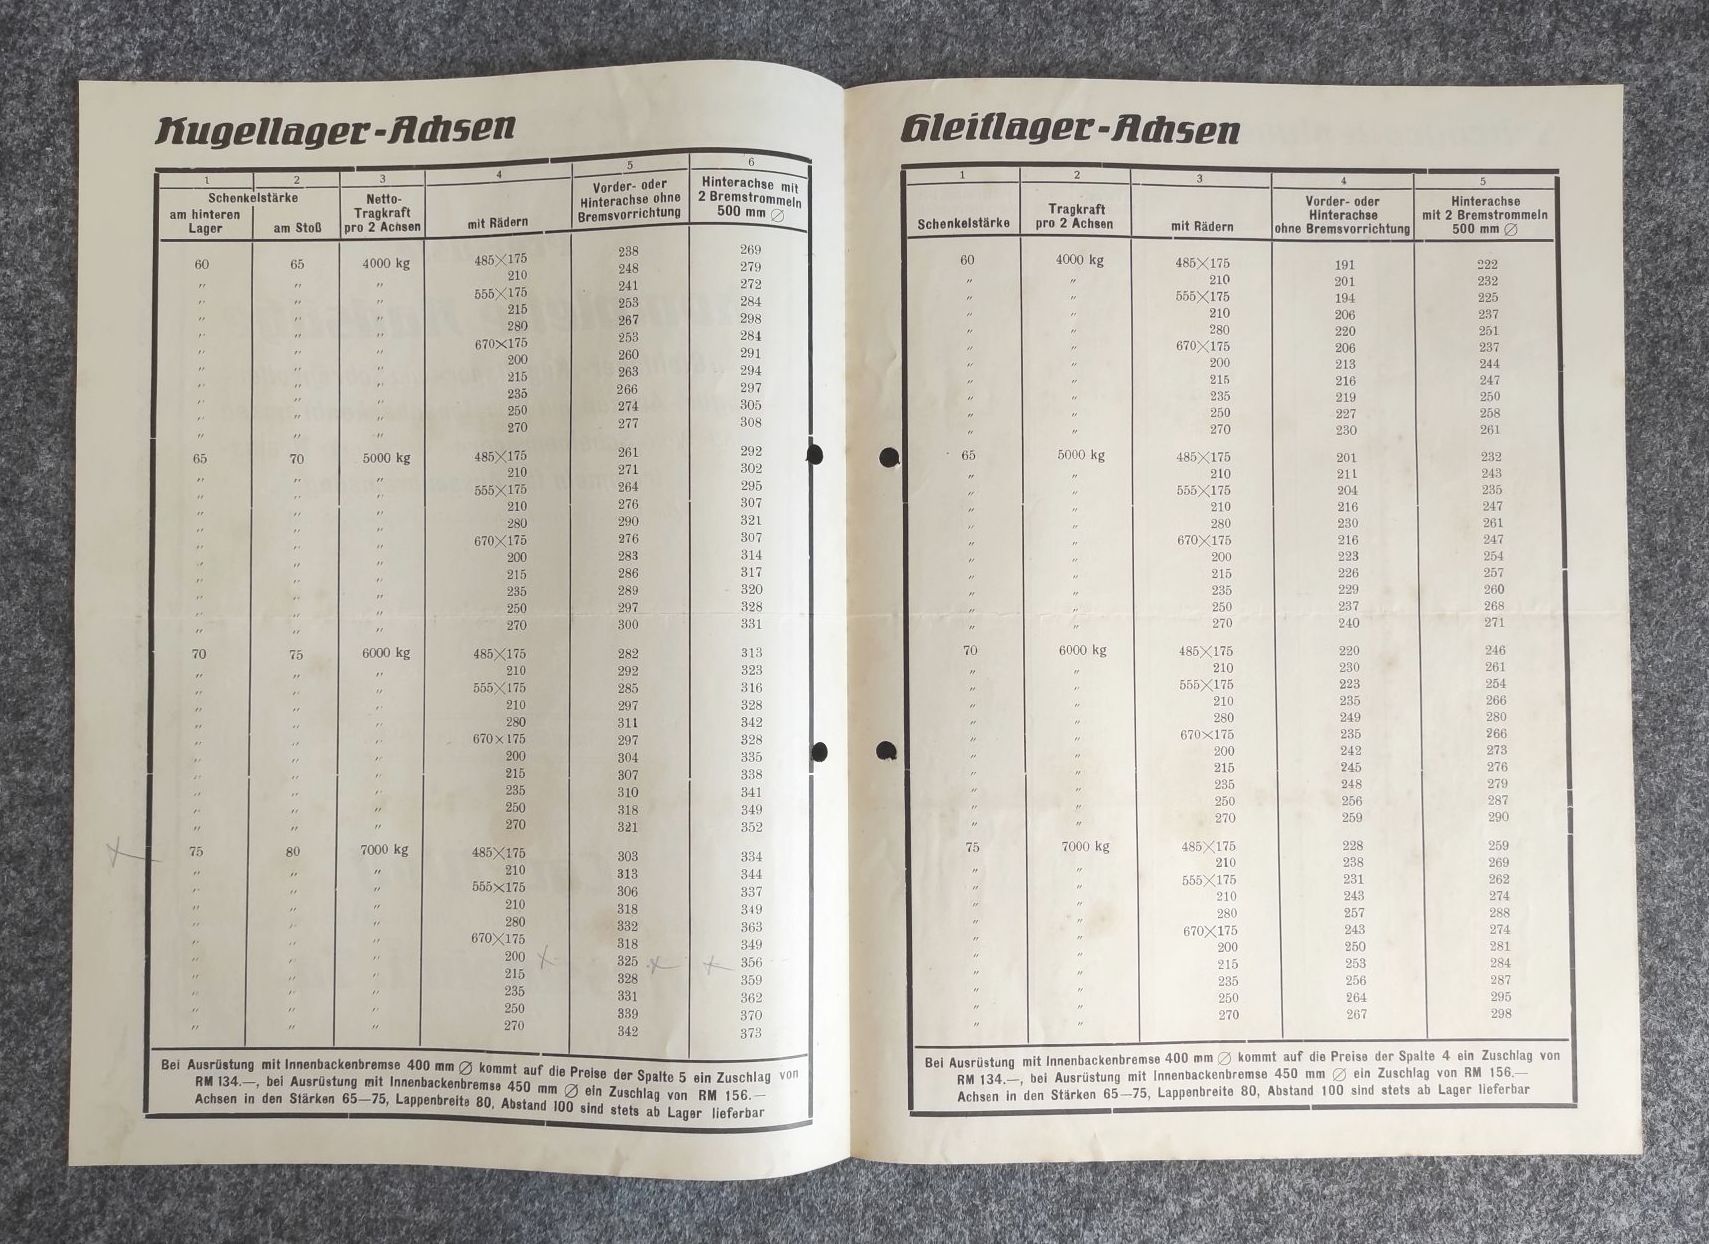 Kugellager-Achsen
1 2 3 4 5 6
Schenkelstärke Netto- Vorder- oder Hinterachse mit
am hinteren Tragkraft Hinterachse ohne 2 Bremstrommeln
Lager am Stoß pro 2 Achsen mit Rädern Bremsvorrichtung 500 mm ∅
60 65 4000 kg 485×175 238 269
" " " 210 248 279
" " " 555×175 241 272
" " " 215 253 284
" " " 280 267 298
" " " 670×175 253 284
" " " 200 260 291
" " " 215 263 294
" " " 235 266 297
" " " 250 274 305
" " " 270 277 308
65 70 5000 kg 485×175 261 292
" " " 210 271 302
" " " 555×175 264 295
" " " 210 276 307
" " " 280 290 321
" " " 670×175 276 307
" " " 200 283 314
" " " 215 286 317
" " " 235 289 320
" " " 250 297 328
" " " 270 300 331
70 75 6000 kg 485×175 282 313
" " " 210 292 323
" " " 555×175 285 316
" " " 210 297 328
" " " 280 311 342
" " " 670×175 297 328
" " " 200 304 335
" " " 215 307 338
" " " 235 310 341
" " " 250 318 349
" " " 270 321 352
75 80 7000 kg 485×175 303 334
" " " 210 313 344
" " " 555×175 306 337
" " " 210 318 349
" " " 280 332 363
" " " 670×175 318 349
" " " 200 325 356
" " " 215 328 359
" " " 235 331 362
" " " 250 339 370
" " " 270 342 373
Bei Ausrüstung mit Innenbackenbremse 400 mm ∅ kommt auf die Preise der Spalte 5 ein Zuschlag von
RM 134.—, bei Ausrüstung mit Innenbackenbremse 450 mm ∅ ein Zuschlag von RM 156.—
Achsen in den Stärken 65—75, Lappenbreite 80, Abstand 100 sind stets ab Lager lieferbar
Gleitlager-Achsen
1 2 3 4 5
Vorder- oder Hinterachse
Tragkraft Hinterachse mit 2 Bremstrommeln
Schenkelstärke pro 2 Achsen mit Rädern ohne Bremsvorrichtung 500 mm ∅
60 4000 kg 485×175 191 222
" " 210 201 232
" " 555×175 194 225
" " 210 206 237
" " 280 220 251
" " 670×175 206 237
" " 200 213 244
" " 215 216 247
" " 235 219 250
" " 250 227 258
" " 270 230 261
65 5000 kg 485×175 201 232
" " 210 211 243
" " 555×175 204 235
" " 210 216 247
" " 280 230 261
" " 670×175 216 247
" " 200 223 254
" " 215 226 257
" " 235 229 260
" " 250 237 268
" " 270 240 271
70 6000 kg 485×175 220 246
" " 210 230 261
" " 555×175 223 254
" " 210 235 266
" " 280 249 280
" " 670×175 235 266
" " 200 242 273
" " 215 245 276
" " 235 248 279
" " 250 256 287
" " 270 259 290
75 7000 kg 485×175 228 259
" " 210 238 269
" " 555×175 231 262
" " 210 243 274
" " 280 257 288
" " 670×175 243 274
" " 200 250 281
" " 215 253 284
" " 235 256 287
" " 250 264 295
" " 270 267 298
Bei Ausrüstung mit Innenbackenbremse 400 mm ∅ kommt auf die Preise der Spalte 4 ein Zuschlag von
RM 134.—, bei Ausrüstung mit Innenbackenbremse 450 mm ∅ ein Zuschlag von RM 156.—
Achsen in den Stärken 65—75, Lappenbreite 80, Abstand 100 sind stets ab Lager lieferbar